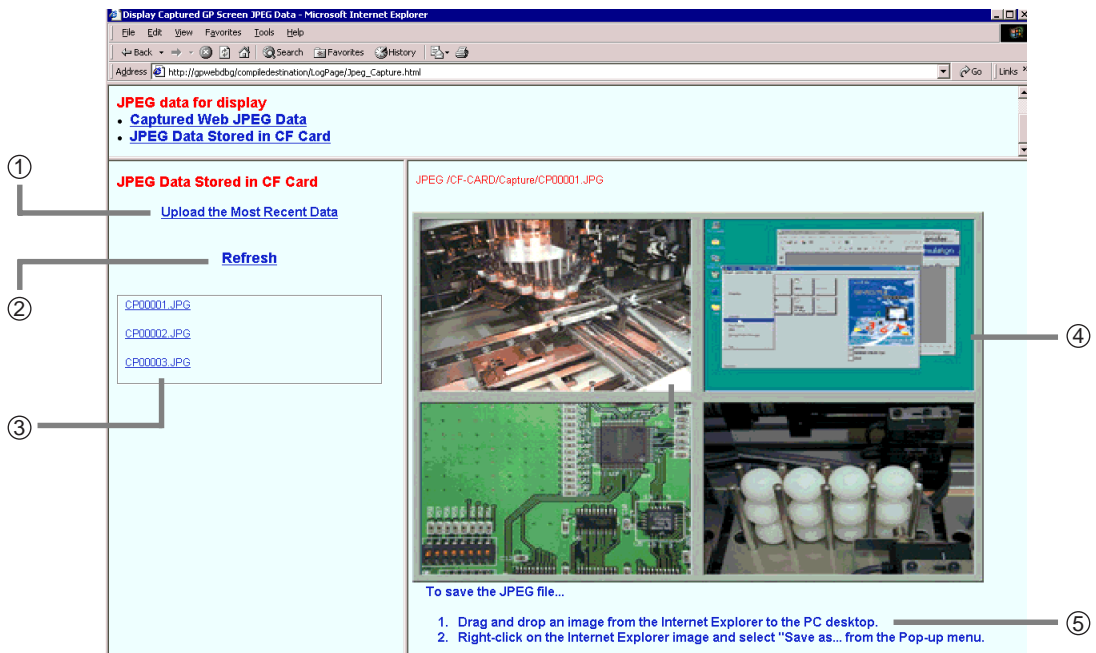 Display Captured GP Screen JPEG Data - Microsoft Internet Explorer
File Edit View Favorites Tools Help
Back Search Favorites History
Address http://gpwebdbg/compiledestination/LogPage/Jpeg_Capture.html Go Links »
JPEG data for display
• Captured Web JPEG Data
• JPEG Data Stored in CF Card
①
JPEG Data Stored in CF Card
JPEG /CF-CARD/Capture/CP00001.JPG
Upload the Most Recent Data
Refresh
②
CP00001.JPG
CP00002.JPG
④
CP00003.JPG
③
To save the JPEG file...
1. Drag and drop an image from the Internet Explorer to the PC desktop.
⑤
2. Right-click on the Internet Explorer image and select "Save as... from the Pop-up menu.